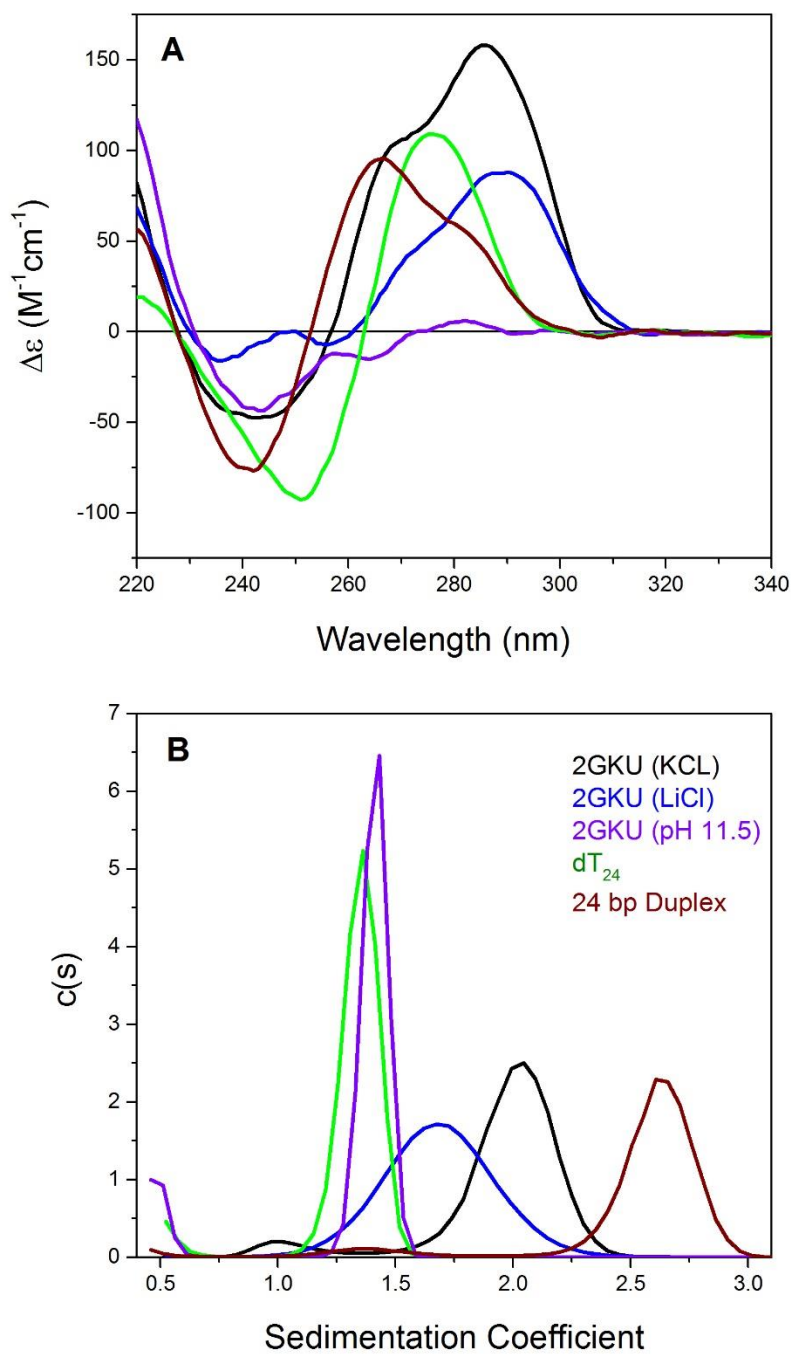 A
150
100
50
0
-50
-100
Δε (M⁻¹cm⁻¹)
220 240 260 280 300 320 340
Wavelength (nm)
B
7
6
5
4
3
2
1
0
c(s)
2GKU (KCL)
2GKU (LiCl)
2GKU (pH 11.5)
dT₂₄
24 bp Duplex
0.5 1.0 1.5 2.0 2.5 3.0
Sedimentation Coefficient